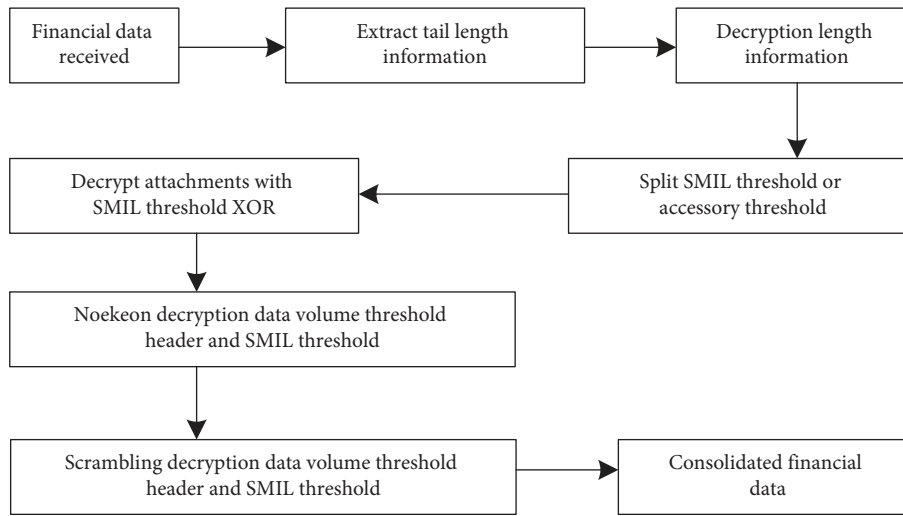 Financial data
received
Extract tail length
information
Decryption length
information
Split SMIL threshold or
accessory threshold
Decrypt attachments with
SMIL threshold XOR
Noekeon decryption data volume threshold
header and SMIL threshold
Scrambling decryption data volume threshold
header and SMIL threshold
Consolidated financial
data